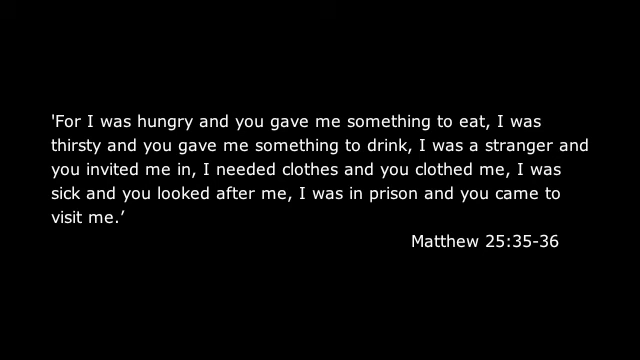 'For I was hungry and you gave me something to eat, I was
thirsty and you gave me something to drink, I was a stranger and
you invited me in, I needed clothes and you clothed me, I was
sick and you looked after me, I was in prison and you came to
visit me.’
Matthew 25:35-36